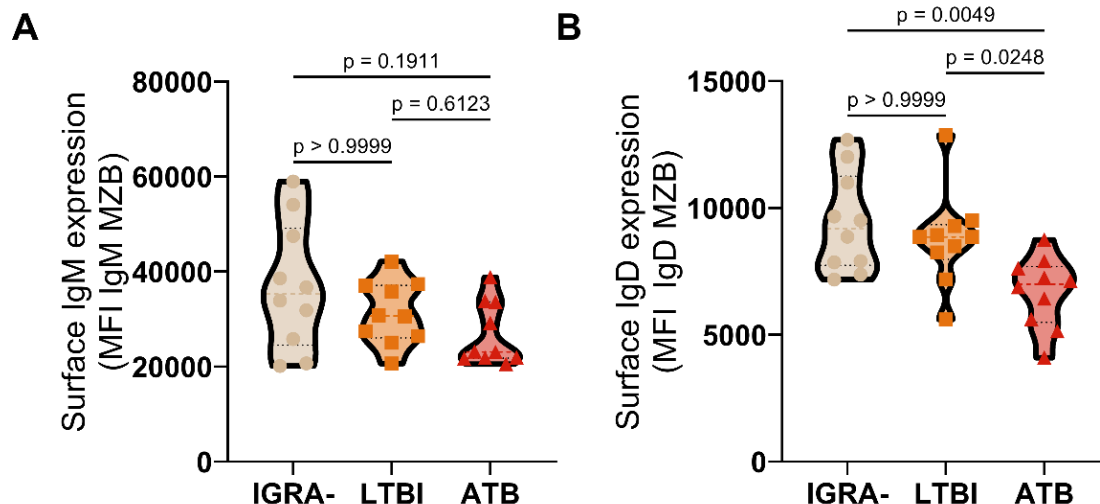 A
Surface IgM expression
(MFI IgM MZB)
80000
60000
40000
20000
0
p = 0.1911
p = 0.6123
p > 0.9999
IGRA- LTBI ATB
B
Surface IgD expression
(MFI IgD MZB)
15000
10000
5000
0
p = 0.0049
p = 0.0248
p > 0.9999
IGRA- LTBI ATB